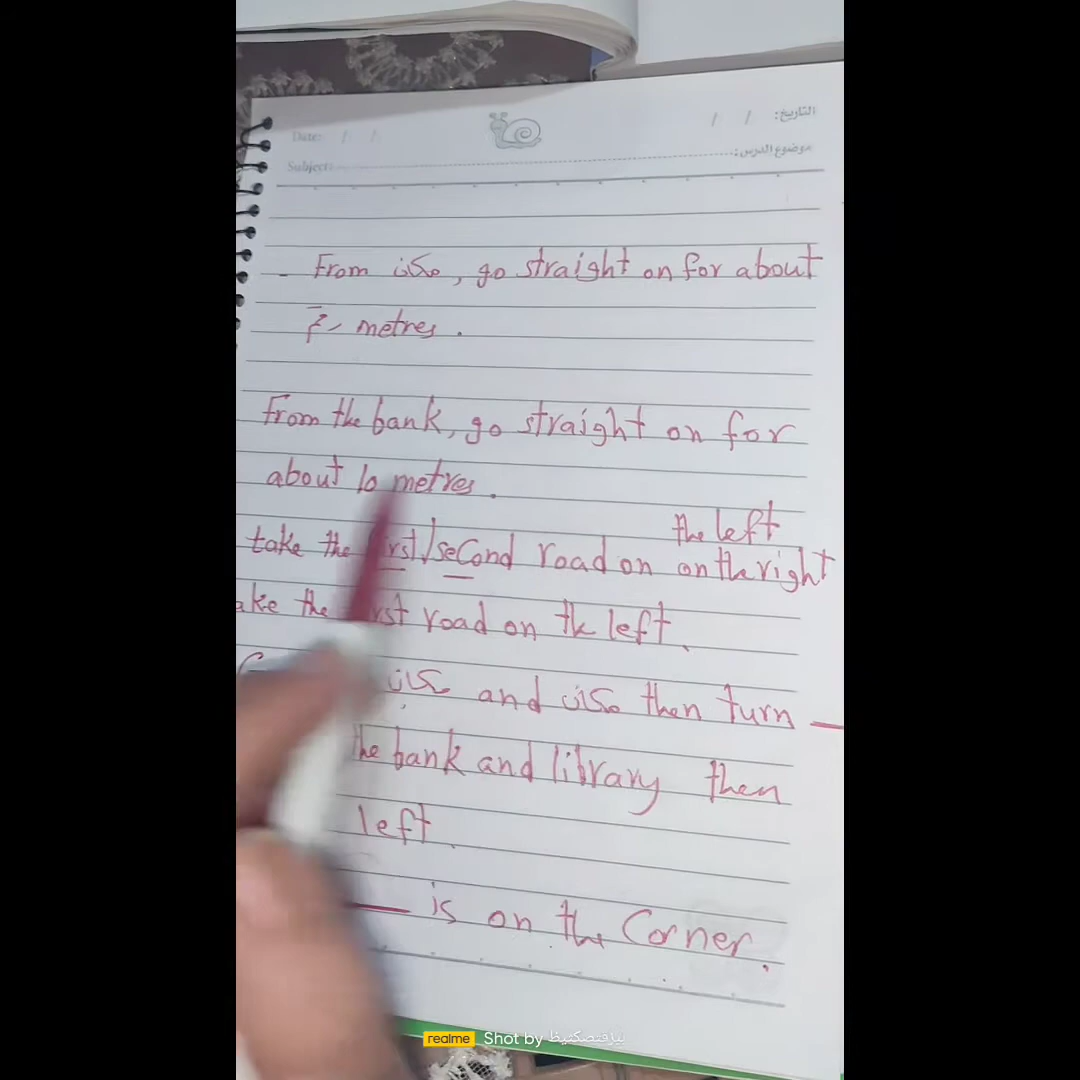 Date: / /
التاريخ: / /
Subject:
موضوع الدرس:
- From مكان, go straight on for about
metres.
From the bank, go straight on for
about 10 metres.
the left
take the first/second road on on the right
ake the first road on the left.
مكان and مكان then turn
the bank and library then
left.
is on the Corner.
realme Shot by